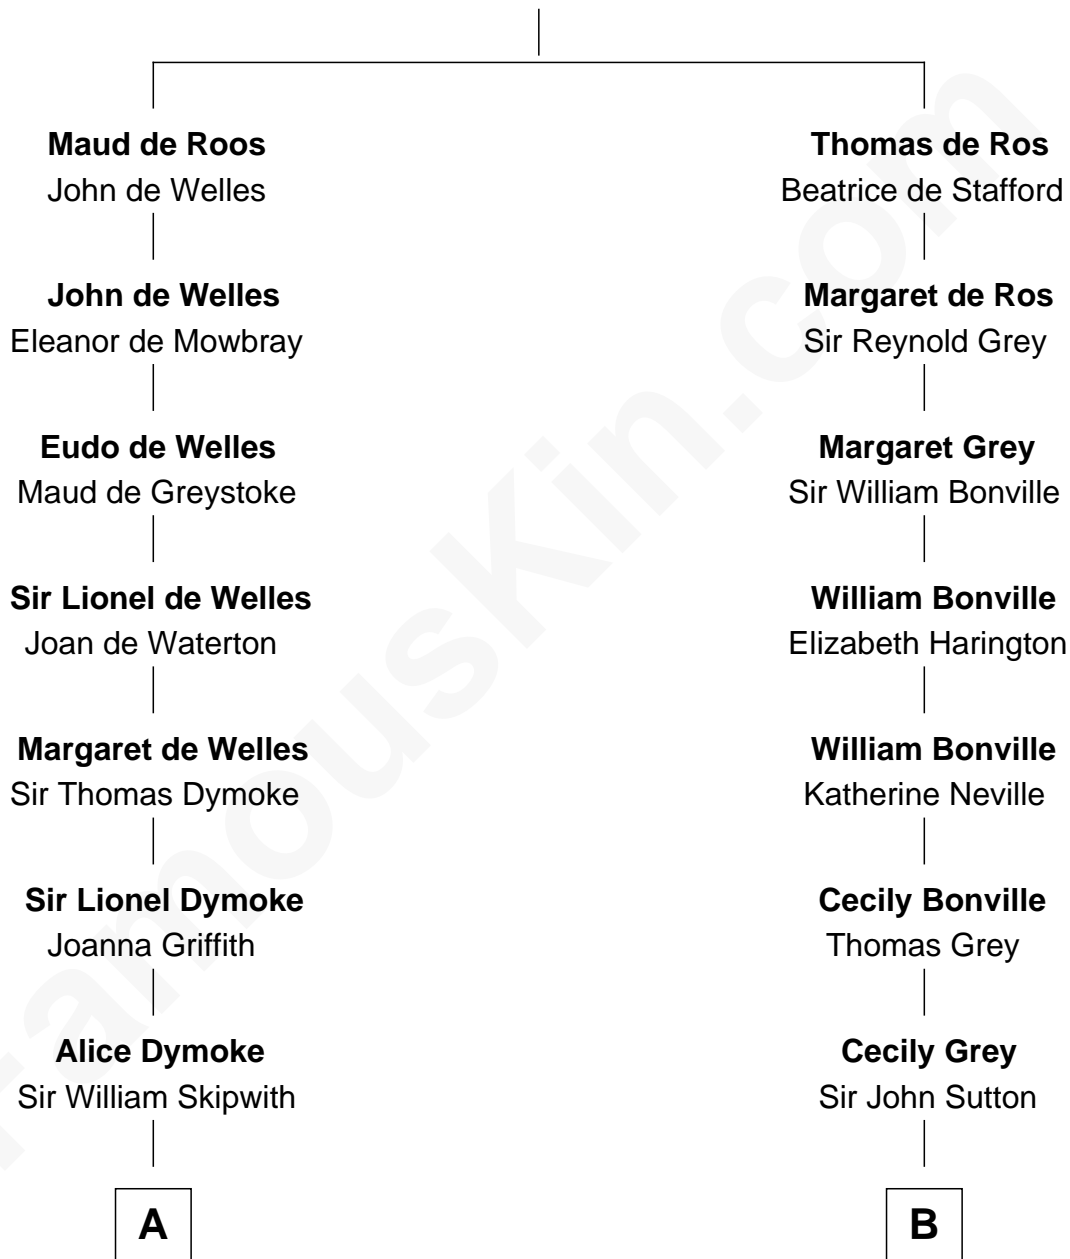 Maud de Roos
John de Welles
John de Welles
Eleanor de Mowbray
Eudo de Welles
Maud de Greystoke
Sir Lionel de Welles
Joan de Waterton
Margaret de Welles
Sir Thomas Dymoke
Sir Lionel Dymoke
Joanna Griffith
Alice Dymoke
Sir William Skipwith
A
Thomas de Ros
Beatrice de Stafford
Margaret de Ros
Sir Reynold Grey
Margaret Grey
Sir William Bonville
William Bonville
Elizabeth Harington
William Bonville
Katherine Neville
Cecily Bonville
Thomas Grey
Cecily Grey
Sir John Sutton
B
FamousKin.com